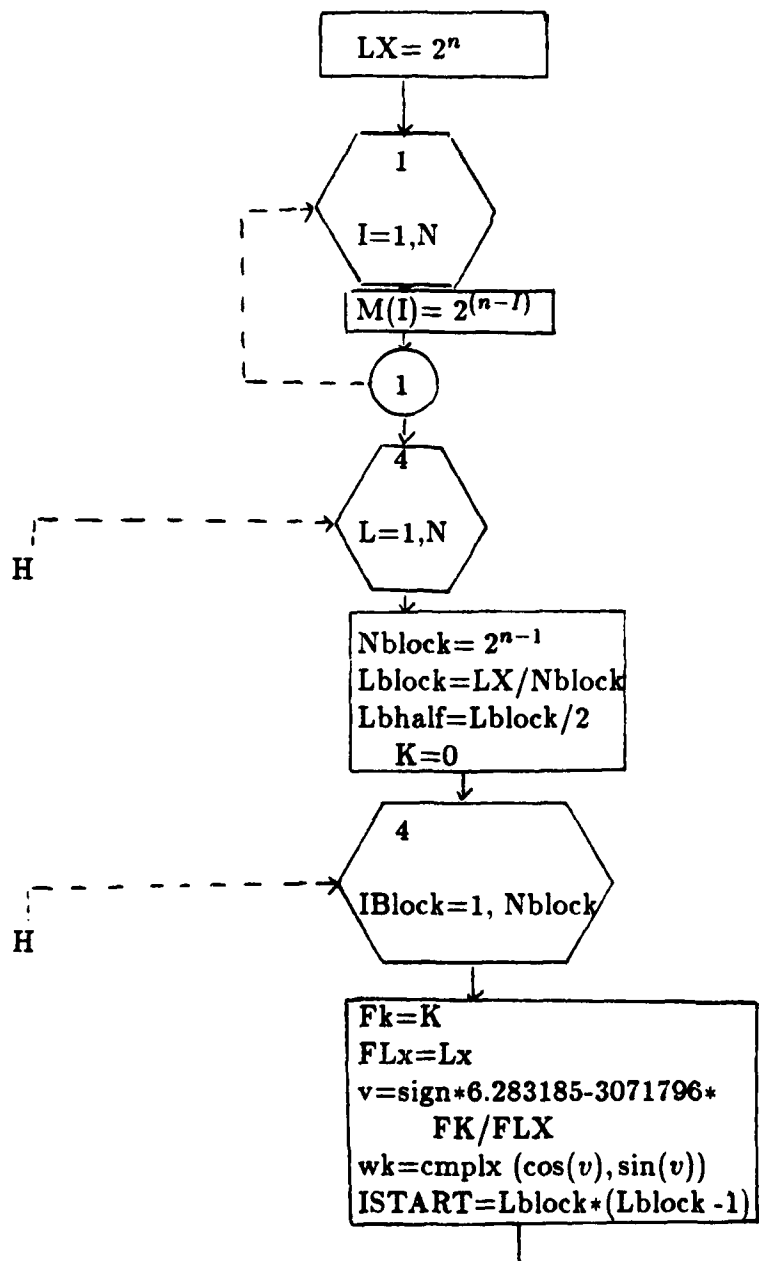 LX= 2^n
1
I=1,N
M(I)= 2^(n-I)
1
4
L=1,N
H
Nblock= 2^{n-1}
Lblock=LX/Nblock
Lbhalf=Lblock/2
K=0
4
IBlock=1, Nblock
H
Fk=K
FLx=Lx
v=sign*6.283185-3071796*
FK/FLX
wk=cmplx (cos(v),sin(v))
ISTART=Lblock*(Lblock -1)